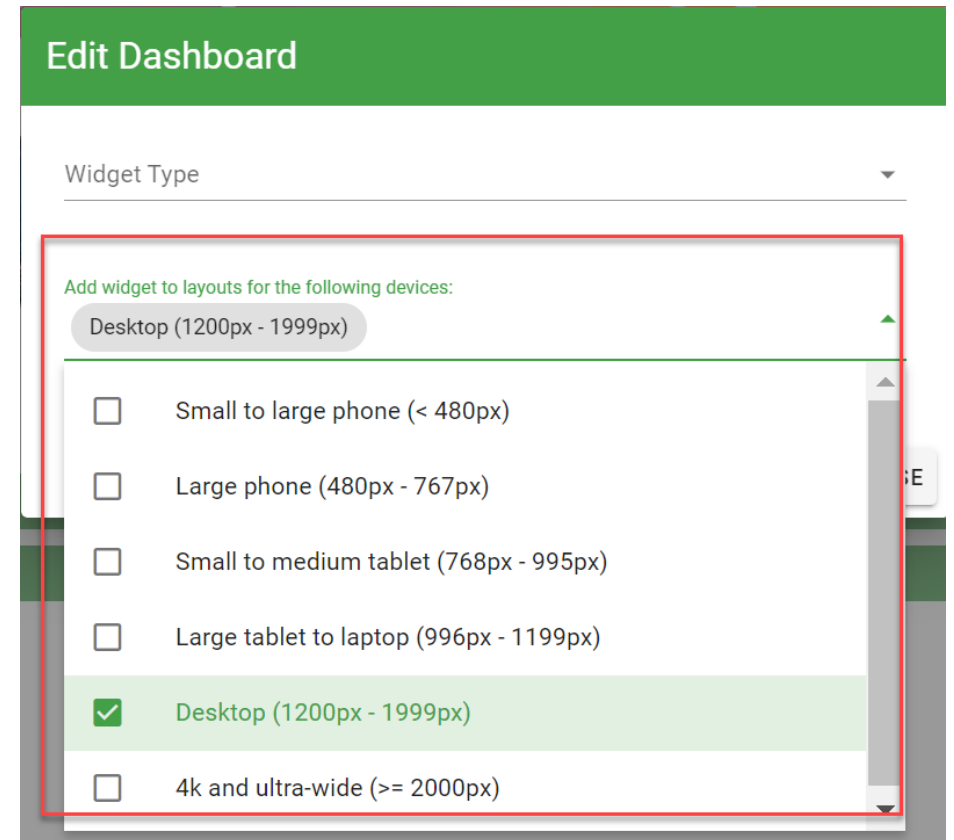 Edit Dashboard
Widget Type
Add widget to layouts for the following devices:
Desktop (1200px - 1999px)
Small to large phone (< 480px)
Large phone (480px - 767px)
SE
Small to medium tablet (768px - 995px)
Large tablet to laptop (996px - 1199px)
Desktop (1200px - 1999px)
4k and ultra-wide (>= 2000px)